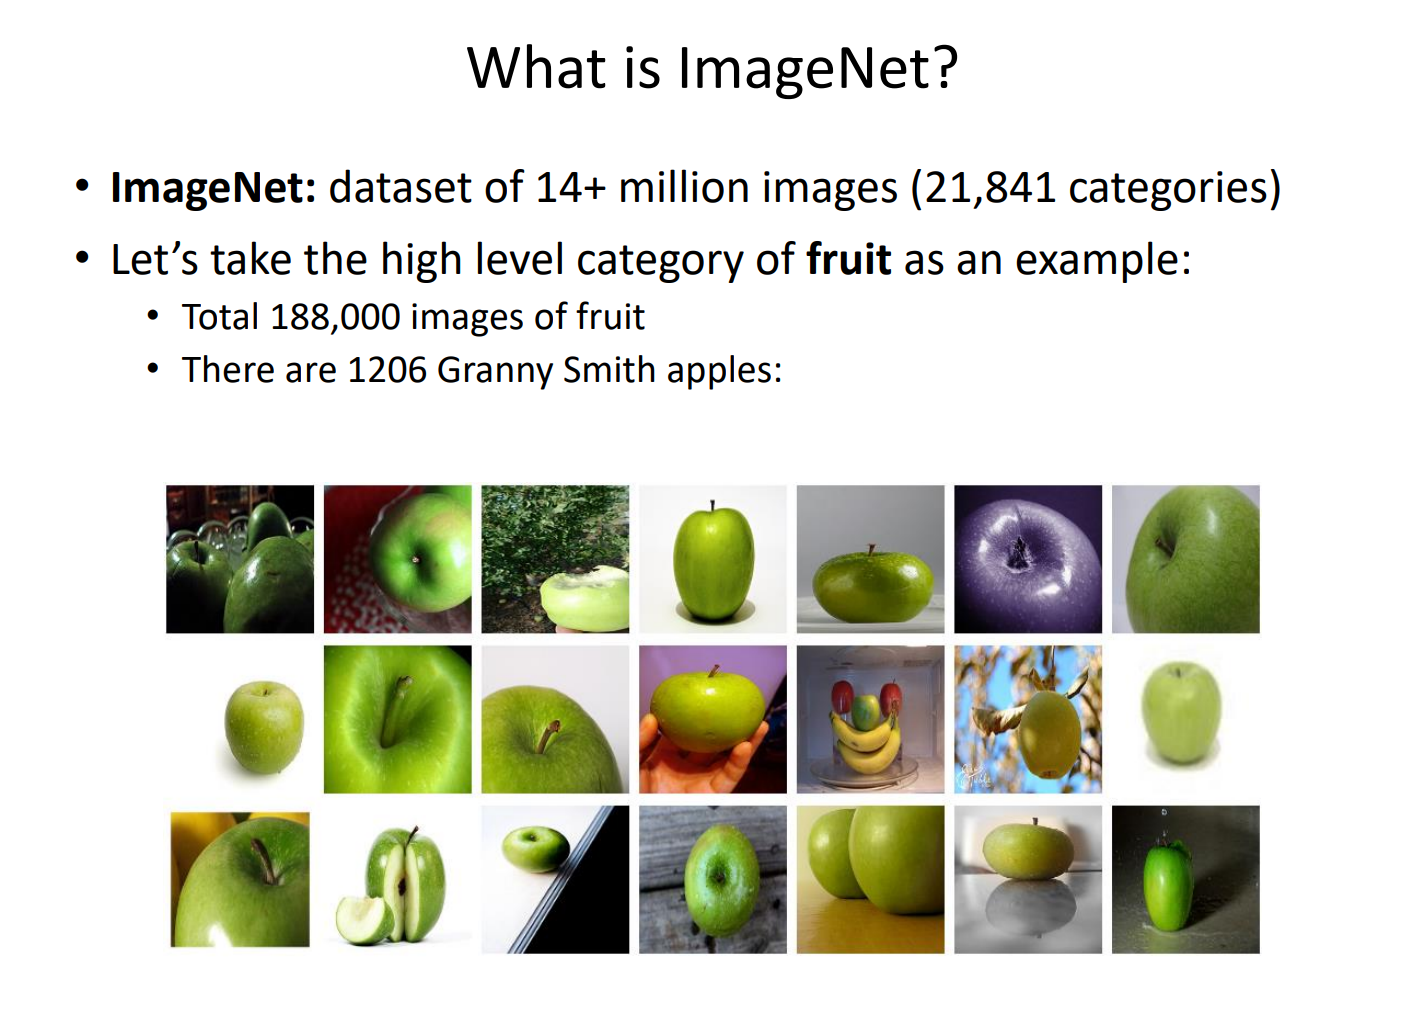 What is ImageNet?
• ImageNet: dataset of 14+ million images (21,841 categories)
• Let’s take the high level category of fruit as an example:
• Total 188,000 images of fruit
• There are 1206 Granny Smith apples: